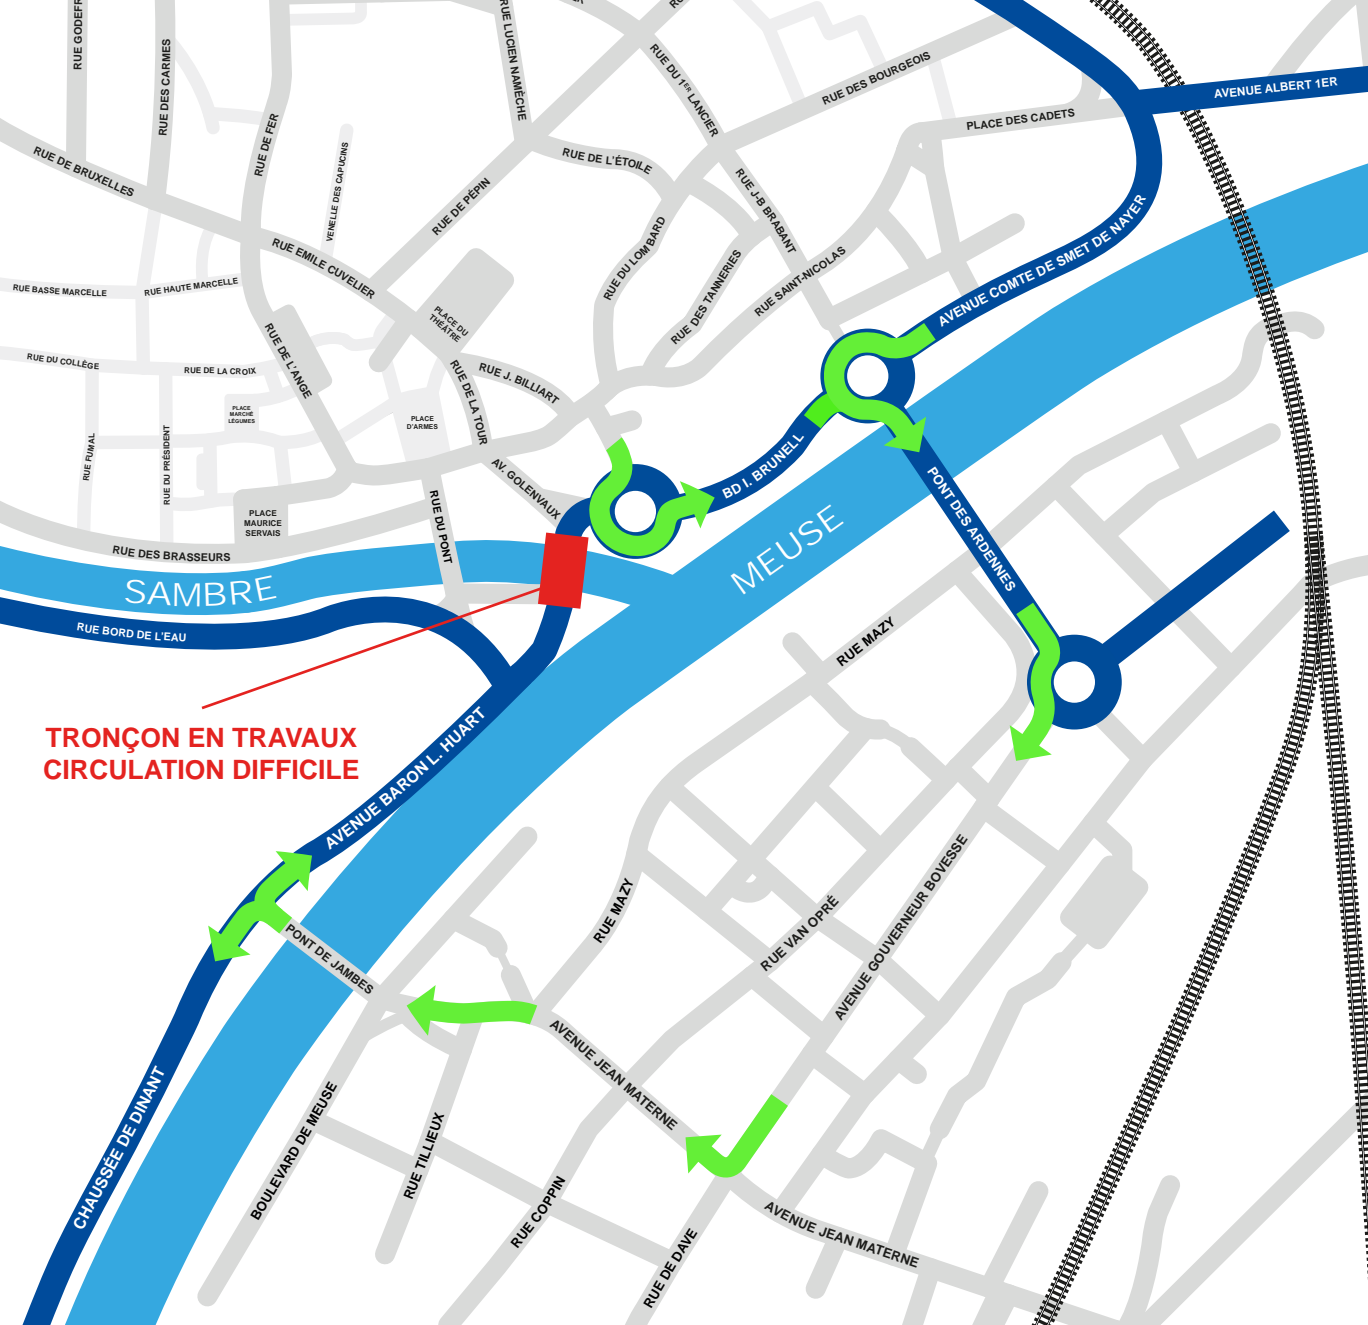 RUE GODEFR
RUE DES CARMES
RUE DE FER
RUE LUCIEN NAMÈCHE
RUE DU 1ER LANCIER
RUE DES BOURGEOIS
PLACE DES CADETS
AVENUE ALBERT 1ER
RUE DE BRUXELLES
VENELLE DES CAPUCINS
RUE DE L'ÉTOILE
RUE DE PÉPIN
RUE J-B BRABANT
RUE EMILE CUVELIER
RUE DU LOMBARD
RUE DES TANNERIES
RUE SAINT-NICOLAS
AVENUE COMTE DE SMET DE NAYER
RUE BASSE MARCELLE
RUE HAUTE MARCELLE
PLACE DU
THÉÂTRE
RUE DE L'ANGE
RUE DU COLLÈGE
RUE DE LA CROIX
RUE J. BILLIART
RUE DE LA TOUR
PLACE
MARCHÉ
LÉGUMES
PLACE
D'ARMES
RUE FUMAL
RUE DU PRÉSIDENT
AV. GOLENVAUX
BD I. BRUNELL
PLACE
MAURICE
SERVAIS
RUE DU PONT
RUE DES BRASSEURS
PONT DES ARDENNES
MEUSE
SAMBRE
RUE BORD DE L'EAU
RUE MAZY
TRONÇON EN TRAVAUX
CIRCULATION DIFFICILE
AVENUE BARON L. HUART
RUE MAZY
RUE VAN OPRÉ
AVENUE GOUVERNEUR BOVESSE
PONT DE JAMBES
AVENUE JEAN MATERNE
CHAUSSÉE DE DINANT
BOULEVARD DE MEUSE
RUE TILLIEUX
RUE COPPIN
RUE DE DAVE
AVENUE JEAN MATERNE